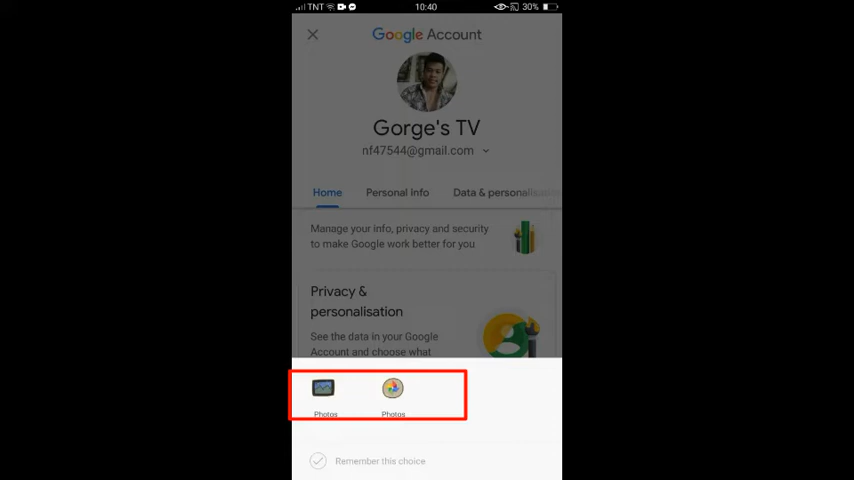 TNT 10:40 30%
Google Account
Gorge's TV
nf47544@gmail.com
Home Personal Info Data & personalisation
Manage your info, privacy and security
to make Google work better for you
Privacy &
personalisation
See the data in your Google
Account and choose what
Photos Photos
Remember this choice